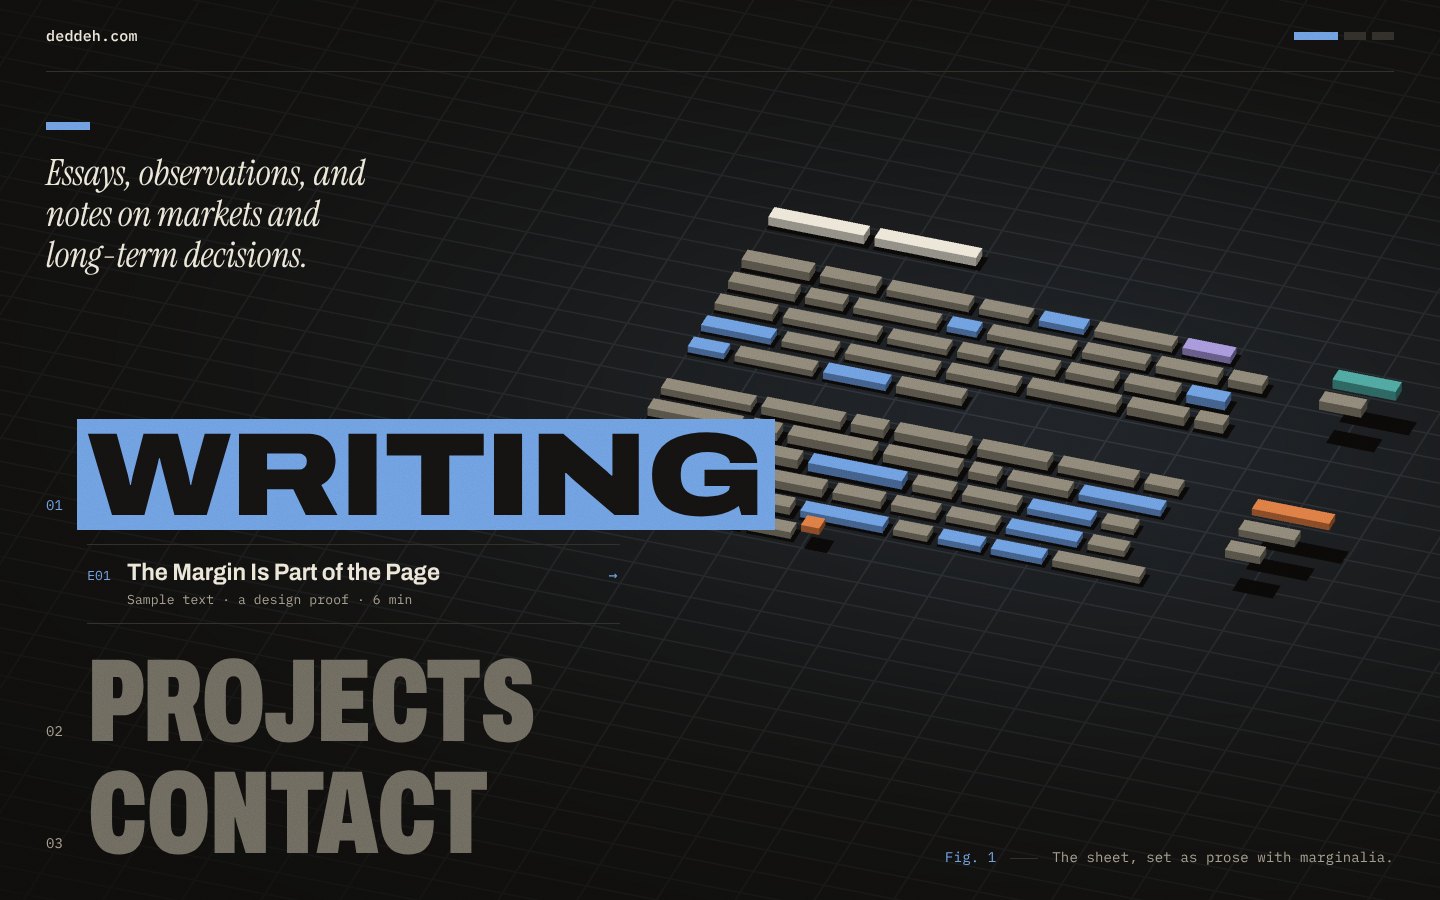 deddeh.com
Essays, observations, and
notes on markets and
long-term decisions.
01 WRITING
E01 The Margin Is Part of the Page →
Sample text · a design proof · 6 min
02 PROJECTS
03 CONTACT
Fig. 1 — The sheet, set as prose with marginalia.